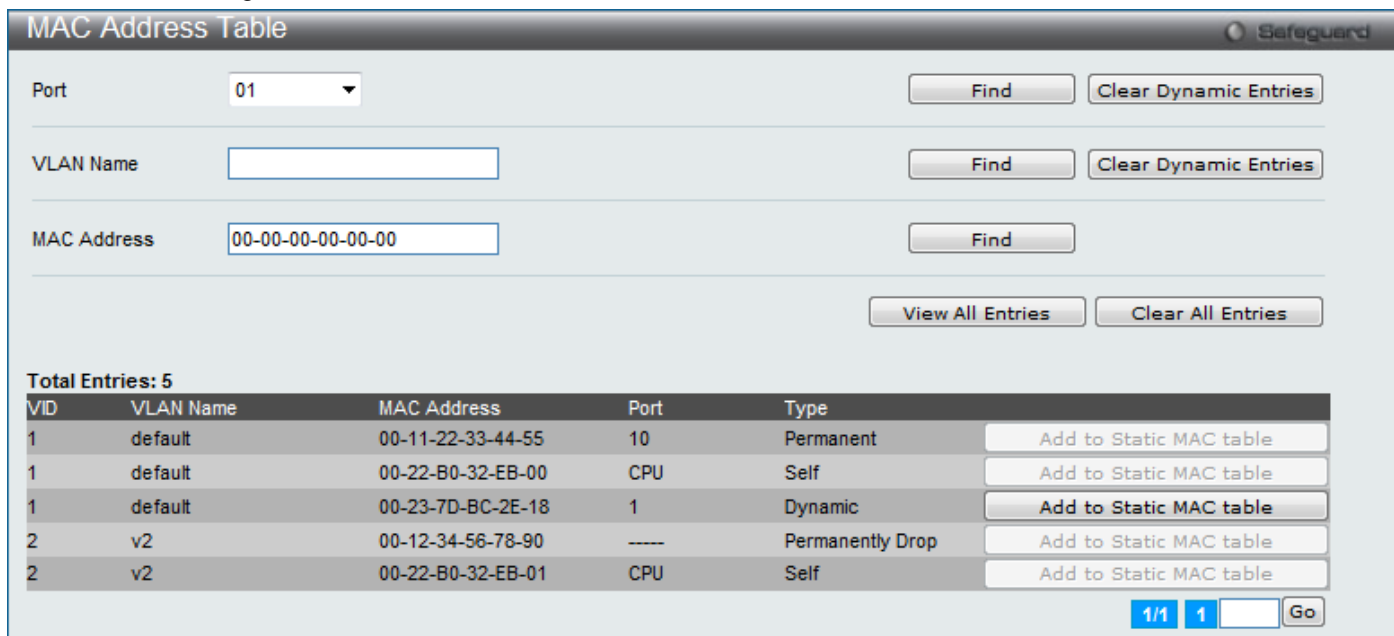 MAC Address Table Safeguard
Port 01 Find Clear Dynamic Entries
VLAN Name Find Clear Dynamic Entries
MAC Address 00-00-00-00-00-00 Find
View All Entries Clear All Entries
Total Entries: 5
VID VLAN Name MAC Address Port Type
1 default 00-11-22-33-44-55 10 Permanent Add to Static MAC table
1 default 00-22-B0-32-EB-00 CPU Self Add to Static MAC table
1 default 00-23-7D-BC-2E-18 1 Dynamic Add to Static MAC table
2 v2 00-12-34-56-78-90 ----- Permanently Drop Add to Static MAC table
2 v2 00-22-B0-32-EB-01 CPU Self Add to Static MAC table
1/1 1 Go